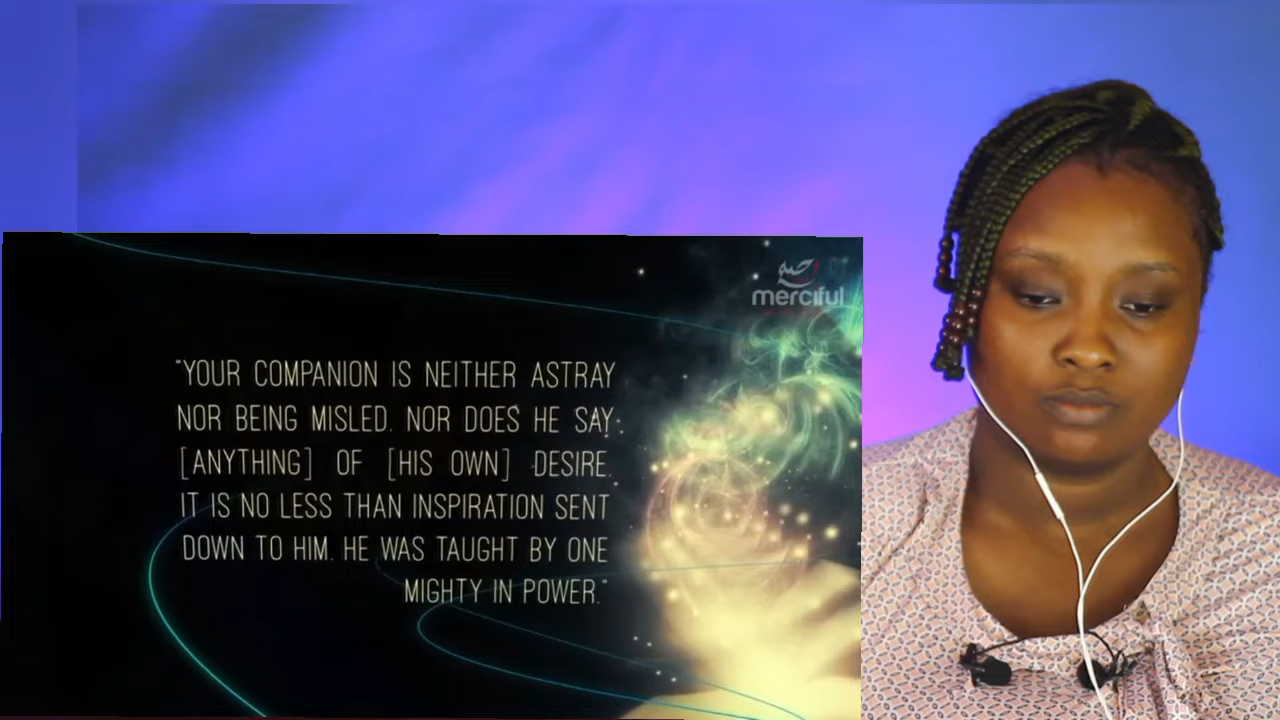 رحمه
merciful
"YOUR COMPANION IS NEITHER ASTRAY
NOR BEING MISLED. NOR DOES HE SAY
[ANYTHING] OF [HIS OWN] DESIRE.
IT IS NO LESS THAN INSPIRATION SENT
DOWN TO HIM. HE WAS TAUGHT BY ONE
MIGHTY IN POWER."